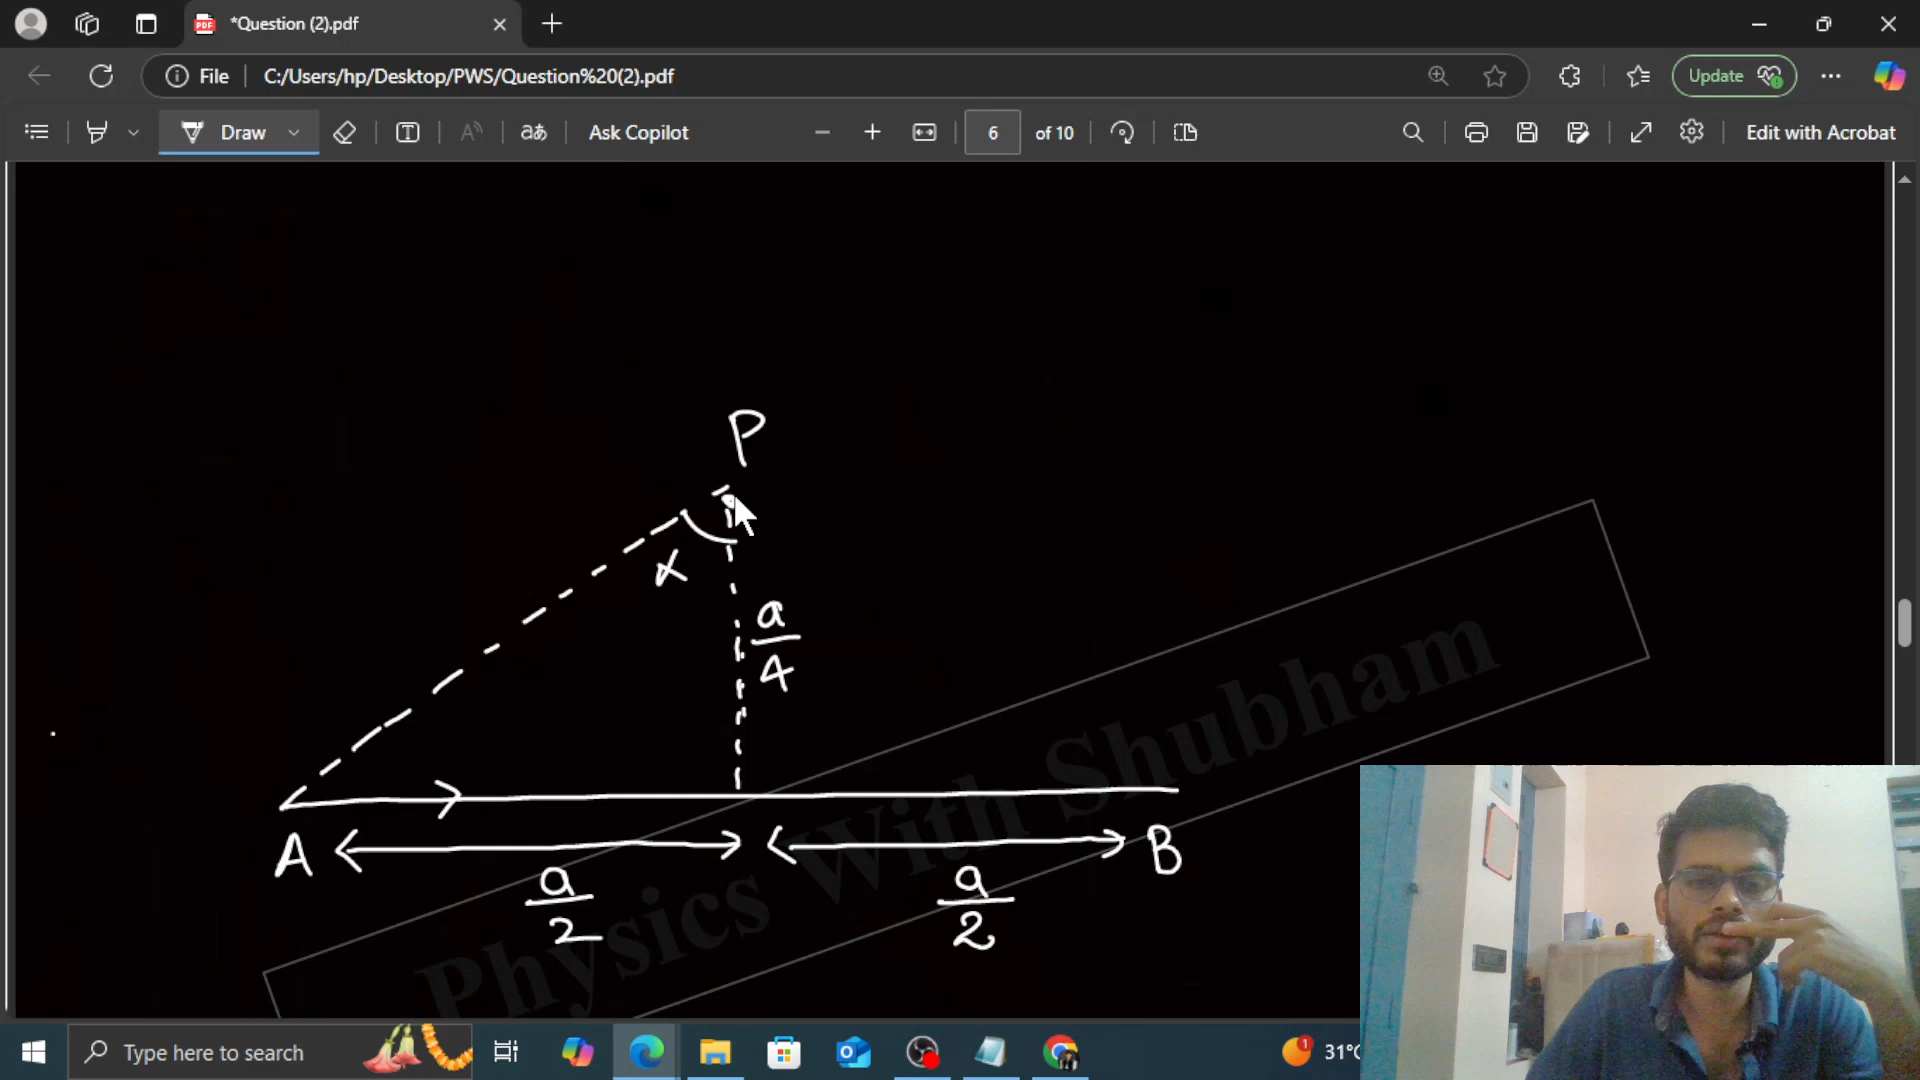 *Question (2).pdf
File C:/Users/hp/Desktop/PWS/Question%20(2).pdf Update
Draw Ask Copilot 6 of 10 Edit with Acrobat
P
α
a
4
A B
a a
2 2
Physics With Shubham
Type here to search 1 31°C